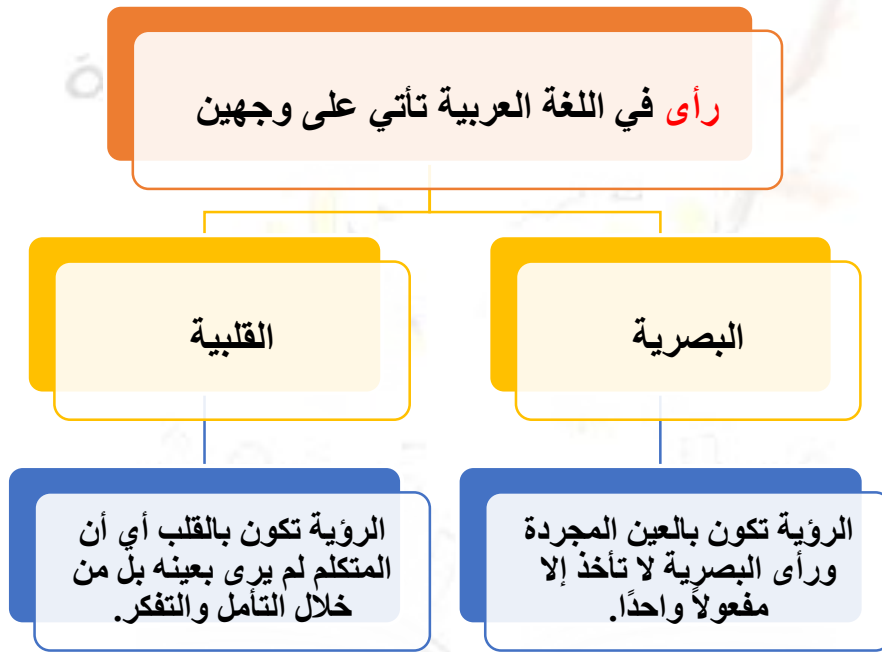 رأى في اللغة العربية تأتي على وجهين
البصرية
القلبية
الرؤية تكون بالعين المجردة
ورأى البصرية لا تأخذ إلا
مفعولاً واحدًا.
الرؤية تكون بالقلب أي أن
المتكلم لم يرى بعينه بل من
خلال التأمل والتفكر.